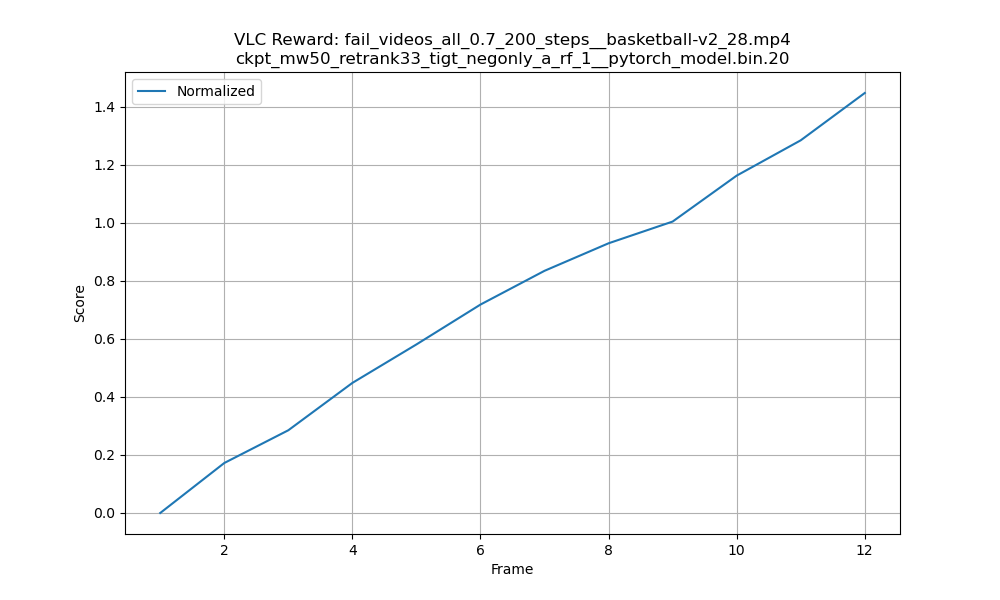 VLC Reward: fail_videos_all_0.7_200_steps__basketball-v2_28.mp4
ckpt_mw50_retrank33_tigt_negonly_a_rf_1__pytorch_model.bin.20
Normalized
1.4
1.2
1.0
0.8
0.6
0.4
0.2
0.0
Score
2 4 6 8 10 12
Frame